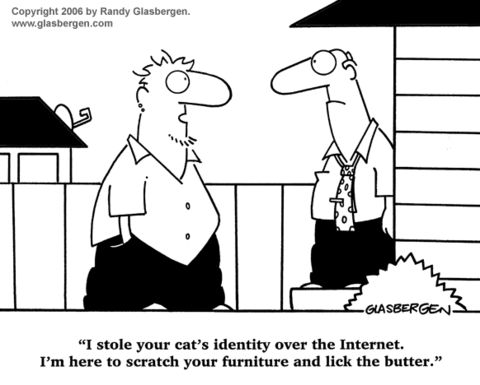 Copyright 2006 by Randy Glasbergen.
www.glasbergen.com
GLASBERGEN
“I stole your cat’s identity over the Internet.
I’m here to scratch your furniture and lick the butter.”